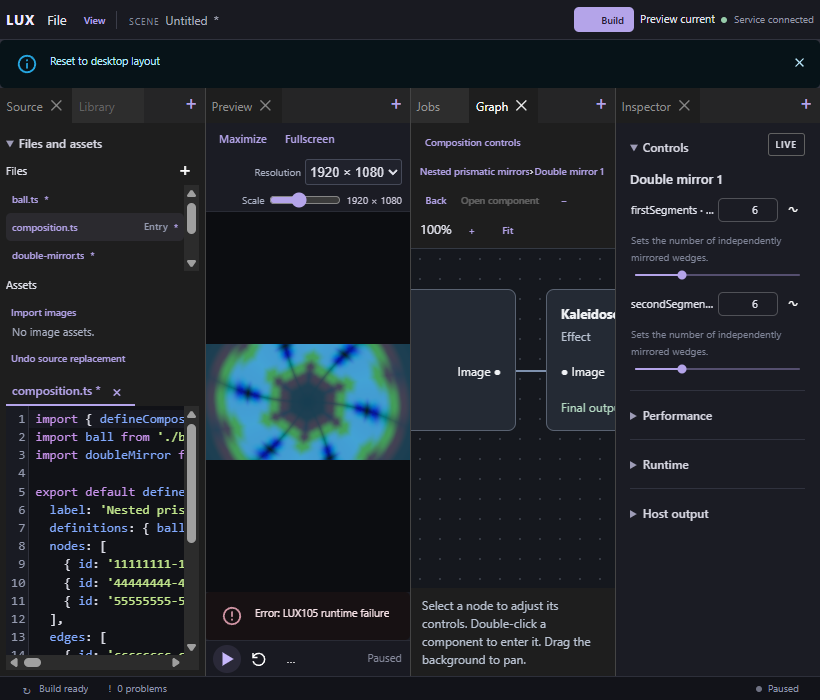 LUX File View SCENE Untitled * Build Preview current Service connected
Reset to desktop layout
Source Library
Files and assets
Files
ball.ts *
composition.ts Entry *
double-mirror.ts *
Assets
Import images
No image assets.
Undo source replacement
composition.ts *
1 import { defineCompos
2 import ball from './b
3 import doubleMirror f
4
5 export default define
6 label: 'Nested pris
7 definitions: { ball
8 nodes: [
9 { id: '11111111-1
10 { id: '44444444-4
11 { id: '55555555-5
12 ],
13 edges: [
Preview
Maximize Fullscreen
Resolution 1920 × 1080
Scale 1920 × 1080
Error: LUX105 runtime failure
... Paused
Jobs Graph
Composition controls
Nested prismatic mirrors›Double mirror 1
Back Open component −
100% + Fit
Kaleidosc
Effect
Image • • Image
Final outpu
Select a node to adjust its
controls. Double-click a
component to enter it. Drag the
background to pan.
Inspector
Controls LIVE
Double mirror 1
firstSegments · ... 6
Sets the number of independently
mirrored wedges.
secondSegmen... 6
Sets the number of independently
mirrored wedges.
Performance
Runtime
Host output
Build ready ! 0 problems Paused